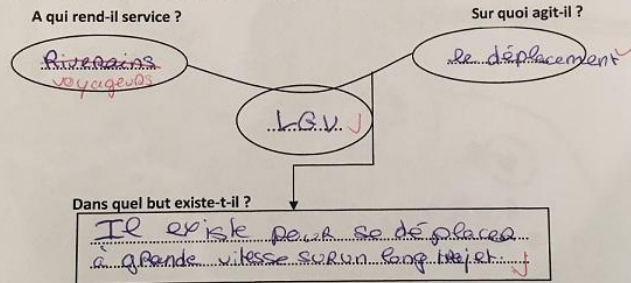 A qui rend-il service ?
Sur quoi agit-il ?
Riverains
voyageurs
le déplacement
LGV
Dans quel but existe-t-il ?
Il existe pour se déplacer
à grande vitesse sur un long trajet.